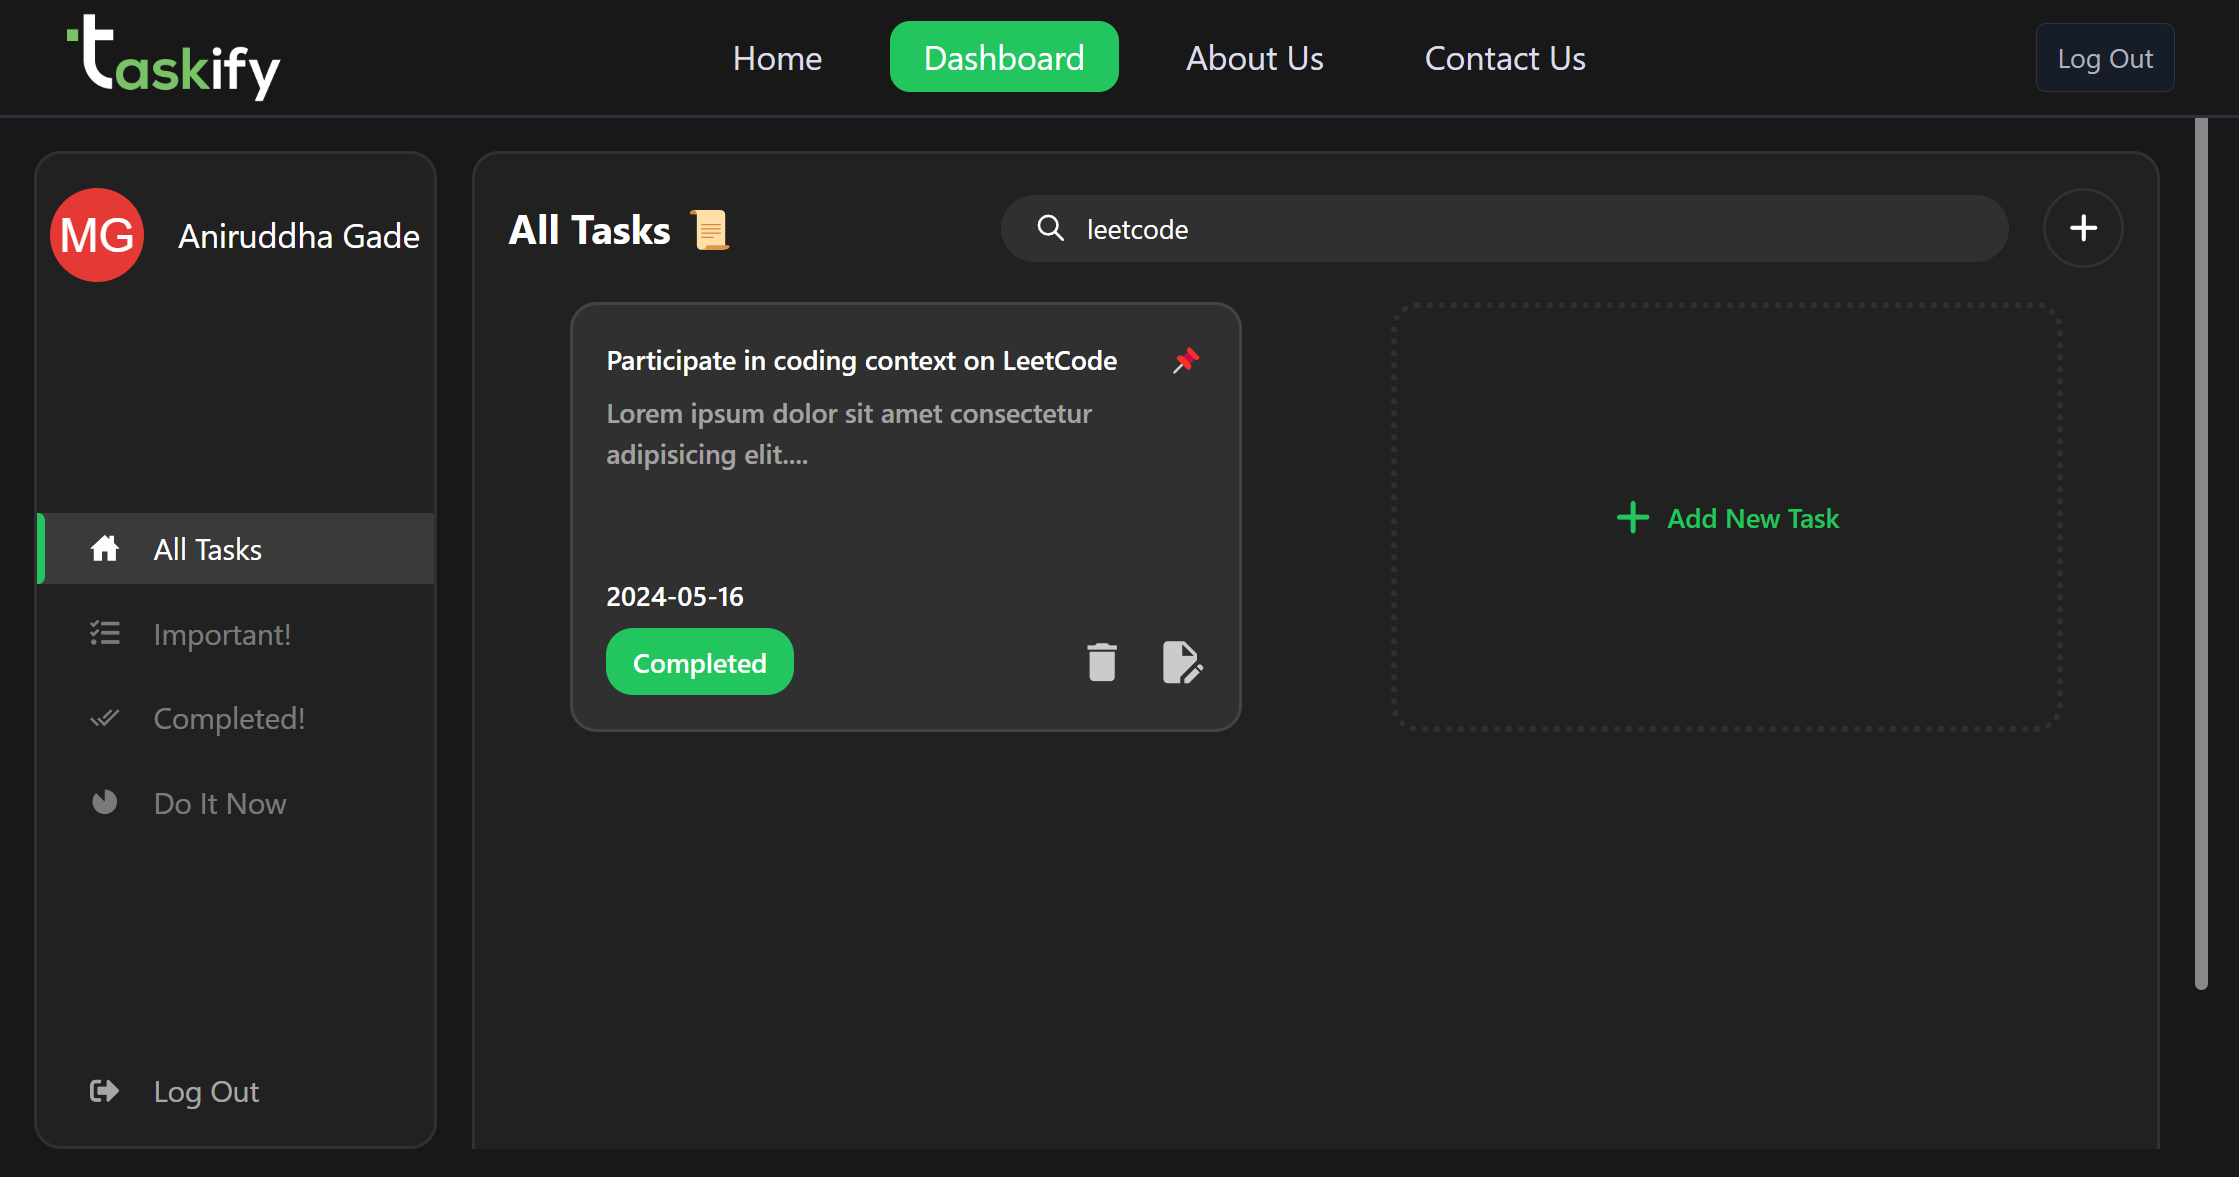 taskify
Home
Dashboard
About Us
Contact Us
Log Out
MG
Aniruddha Gade
All Tasks
Important!
Completed!
Do It Now
Log Out
All Tasks 📜
leetcode
Participate in coding context on LeetCode
Lorem ipsum dolor sit amet consectetur
adipisicing elit....
2024-05-16
Completed
Add New Task